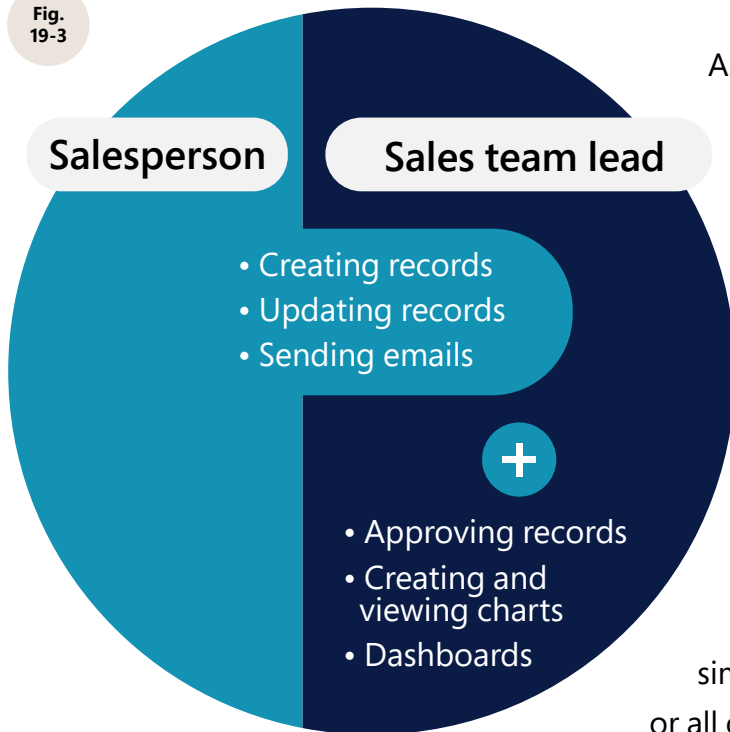 Fig.
19-3
Salesperson
Sales team lead
• Creating records
• Updating records
• Sending emails
+
• Approving records
• Creating and
viewing charts
• Dashboards
or all